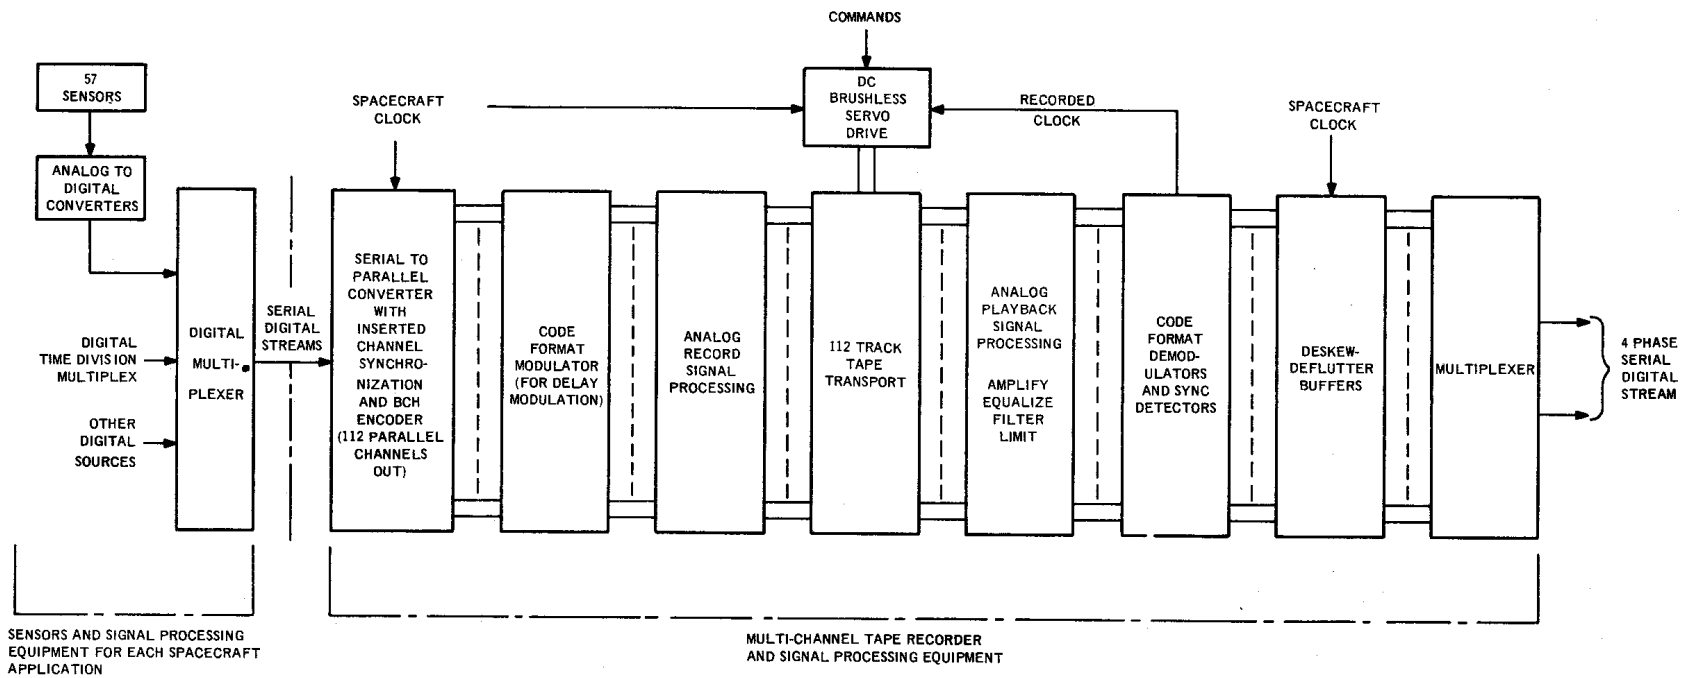 COMMANDS
57
SENSORS
ANALOG TO
DIGITAL
CONVERTERS
DIGITAL
TIME DIVISION
MULTIPLEX
OTHER
DIGITAL
SOURCES
DIGITAL
MULTI-
PLEXER
SERIAL
DIGITAL
STREAMS
SPACECRAFT
CLOCK
SERIAL TO
PARALLEL
CONVERTER
WITH
INSERTED
CHANNEL
SYNCHRO-
NIZATION
AND BCH
ENCODER
(112 PARALLEL
CHANNELS
OUT)
CODE
FORMAT
MODULATOR
(FOR DELAY
MODULATION)
ANALOG
RECORD
SIGNAL
PROCESSING
DC
BRUSHLESS
SERVO
DRIVE
112 TRACK
TAPE
TRANSPORT
RECORDED
CLOCK
ANALOG
PLAYBACK
SIGNAL
PROCESSING
AMPLIFY
EQUALIZE
FILTER
LIMIT
CODE
FORMAT
DEMOD-
ULATORS
AND SYNC
DETECTORS
SPACECRAFT
CLOCK
DESKEW-
DEFLUTTER
BUFFERS
MULTIPLEXER
4 PHASE
SERIAL
DIGITAL
STREAM
SENSORS AND SIGNAL PROCESSING
EQUIPMENT FOR EACH SPACECRAFT
APPLICATION
MULTI-CHANNEL TAPE RECORDER
AND SIGNAL PROCESSING EQUIPMENT